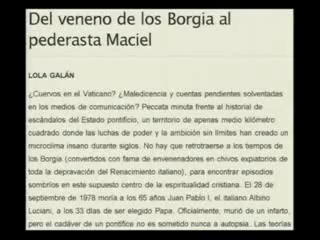 Del veneno de los Borgia al
pederasta Maciel
LOLA GALÁN
¿Cuervos en el Vaticano? ¿Maledicencia y cuentas pendientes solventadas
en los medios de comunicación? Peccata minuta frente al historial de
escándalos del Estado pontificio, un territorio de apenas medio kilómetro
cuadrado donde las luchas de poder y la ambición sin límites han creado un
microclima insano durante siglos. No hay que retrotraerse a los tiempos de
los Borgia (convertidos con fama de envenenadores en chivos expiatorios de
toda la depravación del Renacimiento italiano), para encontrar episodios
sombríos en este supuesto centro de la espiritualidad cristiana. El 28 de
septiembre de 1978 moría a los 65 años Juan Pablo I, el italiano Albino
Luciani, a los 33 días de ser elegido Papa. Oficialmente, murió de un infarto,
pero el cadáver de un pontífice no es sometido nunca a autopsia. Las teorías